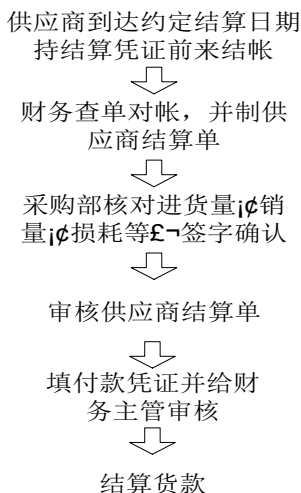 供应商到达约定结算日期
持结算凭证前来结帐
财务查单对帐，并制供
应商结算单
采购部核对进货量¡¢销
量¡¢损耗等£¬签字确认
审核供应商结算单
填付款凭证并给财
务主管审核
结算货款